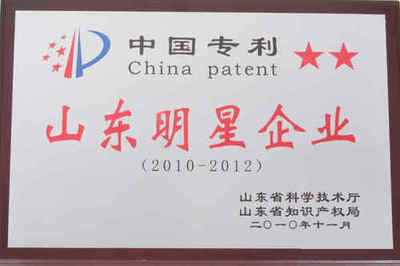 中国专利
China patent
山东明星企业
(2010-2012)
山东省科学技术厅
山东省知识产权局
二〇一〇年十一月